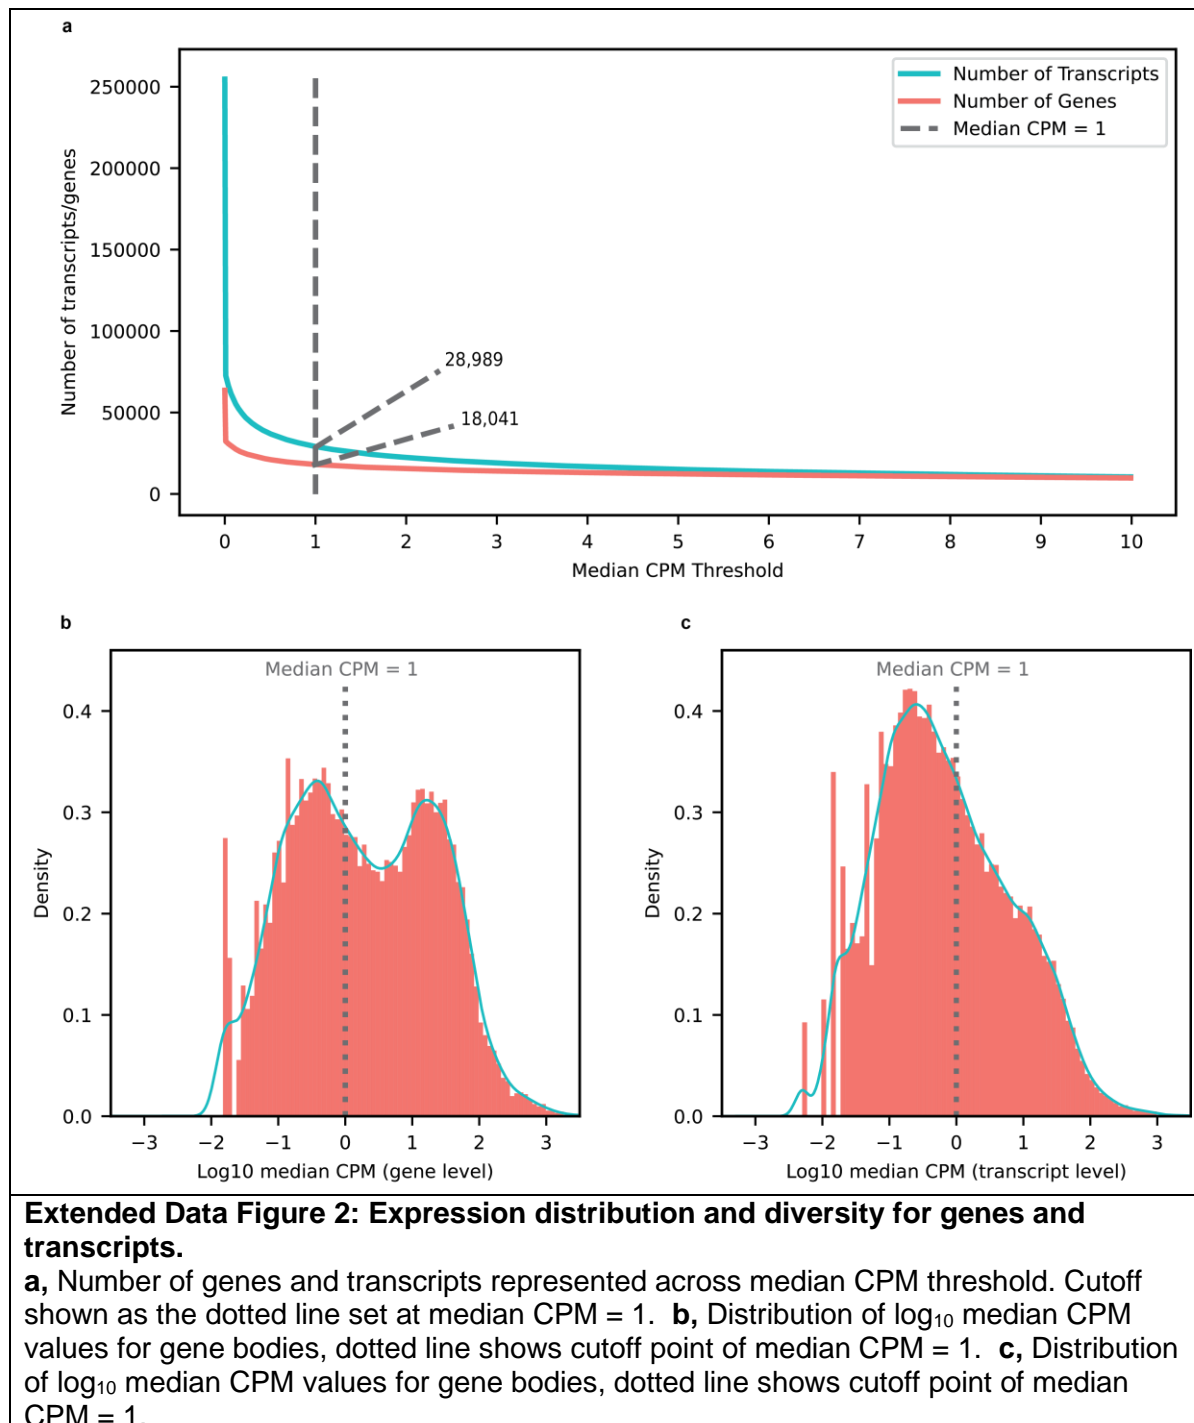 a
Number of transcripts/genes
250000
200000
150000
100000
50000
0
Number of Transcripts
Number of Genes
Median CPM = 1
28,989
18,041
0 1 2 3 4 5 6 7 8 9 10
Median CPM Threshold
b
Median CPM = 1
Density
0.4
0.3
0.2
0.1
0.0
−3 −2 −1 0 1 2 3
Log10 median CPM (gene level)
c
Median CPM = 1
Density
0.4
0.3
0.2
0.1
0.0
−3 −2 −1 0 1 2 3
Log10 median CPM (transcript level)
Extended Data Figure 2: Expression distribution and diversity for genes and
transcripts.
a, Number of genes and transcripts represented across median CPM threshold. Cutoff
shown as the dotted line set at median CPM = 1. b, Distribution of log10 median CPM
values for gene bodies, dotted line shows cutoff point of median CPM = 1. c, Distribution
of log10 median CPM values for gene bodies, dotted line shows cutoff point of median
CPM = 1.